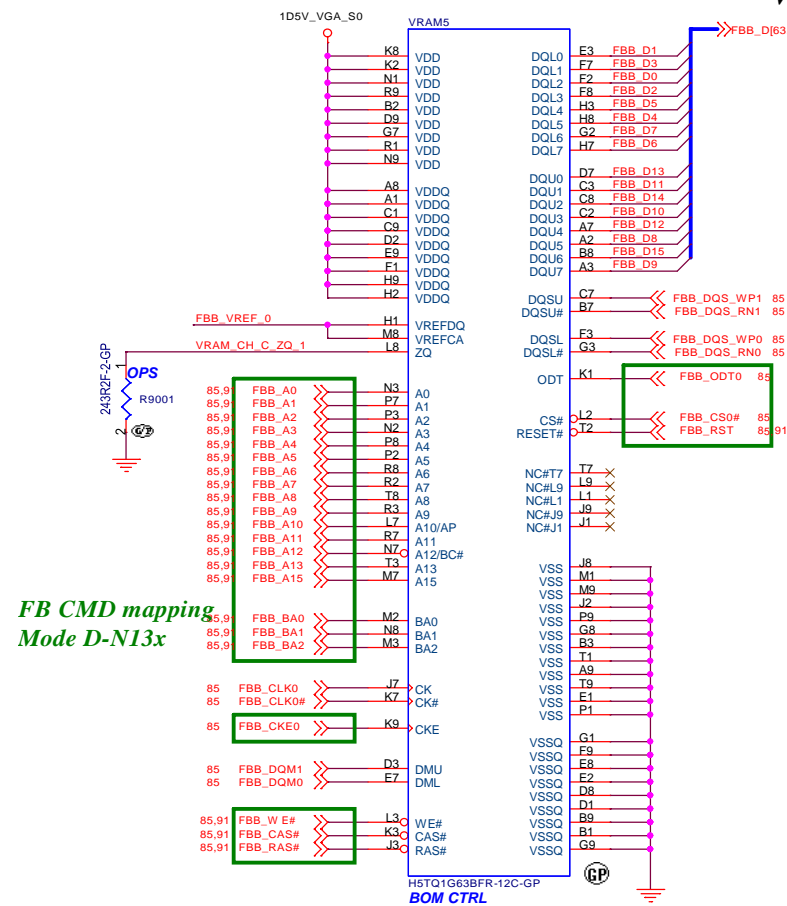 1D5V_VGA_S0
VRAM5
FBB_D[63
K8 VDD
K2 VDD
N1 VDD
R9 VDD
B2 VDD
D9 VDD
G7 VDD
R1 VDD
N9 VDD
A8 VDDQ
A1 VDDQ
C1 VDDQ
C9 VDDQ
D2 VDDQ
E9 VDDQ
F1 VDDQ
H9 VDDQ
H2 VDDQ
FBB_VREF_0 H1 VREFDQ
M8 VREFCA
VRAM_CH_C_ZQ_1 L8 ZQ
243R2F-2-GP
1
OPS
R9001
2
GP
85,91 FBB_A0 N3 A0
85,91 FBB_A1 P7 A1
85,91 FBB_A2 P3 A2
85,91 FBB_A3 N2 A3
85,91 FBB_A4 P8 A4
85,91 FBB_A5 P2 A5
85,91 FBB_A6 R8 A6
85,91 FBB_A7 R2 A7
85,91 FBB_A8 T8 A8
85,91 FBB_A9 R3 A9
85,91 FBB_A10 L7 A10/AP
85,91 FBB_A11 R7 A11
85,91 FBB_A12 N7 A12/BC#
85,91 FBB_A13 T3 A13
85,91 FBB_A15 M7 A15
FB CMD mapping
Mode D-N13x
85,91 FBB_BA0 M2 BA0
85,91 FBB_BA1 N8 BA1
85,91 FBB_BA2 M3 BA2
85 FBB_CLK0 J7 CK
85 FBB_CLK0# K7 CK#
85 FBB_CKE0 K9 CKE
85 FBB_DQM1 D3 DMU
85 FBB_DQM0 E7 DML
85,91 FBB_WE# L3 WE#
85,91 FBB_CAS# K3 CAS#
85,91 FBB_RAS# J3 RAS#
DQL0 E3 FBB_D1
DQL1 F7 FBB_D3
DQL2 F2 FBB_D0
DQL3 F8 FBB_D2
DQL4 H3 FBB_D5
DQL5 H8 FBB_D4
DQL6 G2 FBB_D7
DQL7 H7 FBB_D6
DQU0 D7 FBB_D13
DQU1 C3 FBB_D11
DQU2 C8 FBB_D14
DQU3 C2 FBB_D10
DQU4 A7 FBB_D12
DQU5 A2 FBB_D8
DQU6 B8 FBB_D15
DQU7 A3 FBB_D9
DQSU C7 FBB_DQS_WP1 85
DQSU# B7 FBB_DQS_RN1 85
DQSL F3 FBB_DQS_WP0 85
DQSL# G3 FBB_DQS_RN0 85
ODT K1 FBB_ODT0 85
CS# L2 FBB_CS0# 85
RESET# T2 FBB_RST 85,91
NC#T7 T7
NC#L9 L9
NC#L1 L1
NC#J9 J9
NC#J1 J1
VSS J8
VSS M1
VSS M9
VSS J2
VSS P9
VSS G8
VSS B3
VSS T1
VSS A9
VSS T9
VSS E1
VSS P1
VSSQ G1
VSSQ F9
VSSQ E8
VSSQ E2
VSSQ D8
VSSQ D1
VSSQ B9
VSSQ B1
VSSQ G9
GP
H5TQ1G63BFR-12C-GP
BOM CTRL